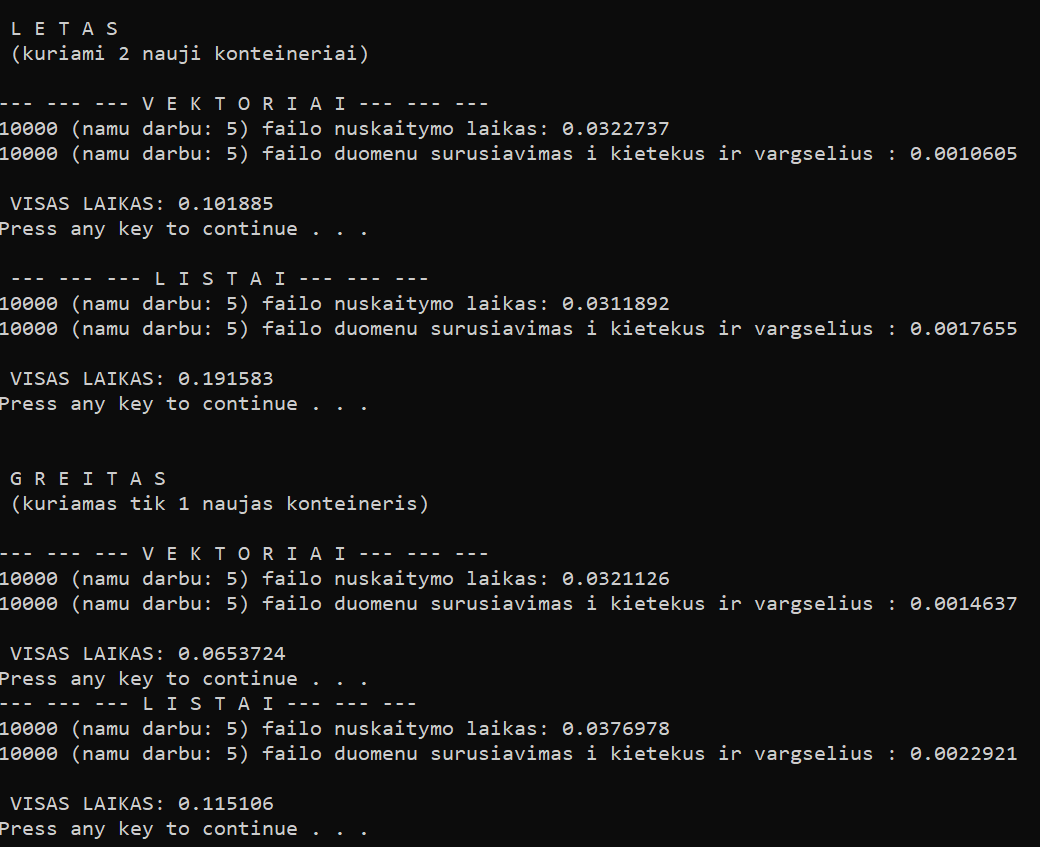 L E T A S
(kuriami 2 nauji konteineriai)
--- --- --- V E K T O R I A I --- --- ---
10000 (namu darbu: 5) failo nuskaitymo laikas: 0.0322737
10000 (namu darbu: 5) failo duomenu surusiavimas i kietekus ir vargselius : 0.0010605
VISAS LAIKAS: 0.101885
Press any key to continue . . .
--- --- --- L I S T A I --- --- ---
10000 (namu darbu: 5) failo nuskaitymo laikas: 0.0311892
10000 (namu darbu: 5) failo duomenu surusiavimas i kietekus ir vargselius : 0.0017655
VISAS LAIKAS: 0.191583
Press any key to continue . . .
G R E I T A S
(kuriamas tik 1 naujas konteineris)
--- --- --- V E K T O R I A I --- --- ---
10000 (namu darbu: 5) failo nuskaitymo laikas: 0.0321126
10000 (namu darbu: 5) failo duomenu surusiavimas i kietekus ir vargselius : 0.0014637
VISAS LAIKAS: 0.0653724
Press any key to continue . . .
--- --- --- L I S T A I --- --- ---
10000 (namu darbu: 5) failo nuskaitymo laikas: 0.0376978
10000 (namu darbu: 5) failo duomenu surusiavimas i kietekus ir vargselius : 0.0022921
VISAS LAIKAS: 0.115106
Press any key to continue . . .